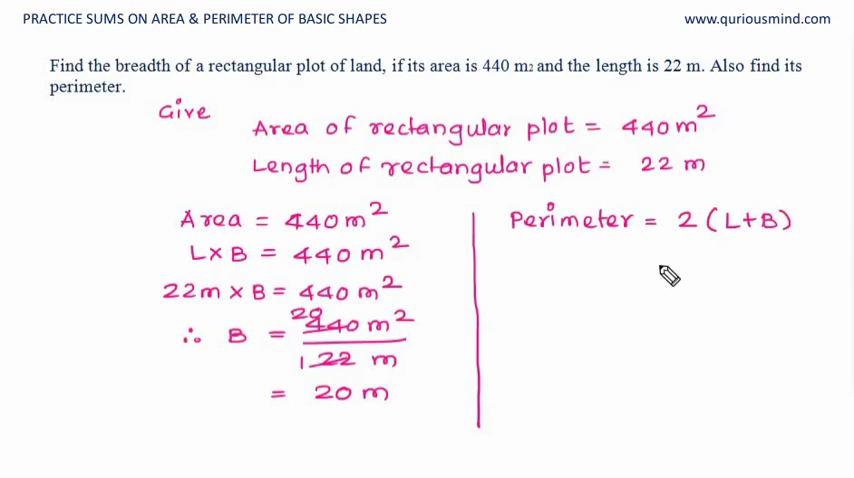 PRACTICE SUMS ON AREA & PERIMETER OF BASIC SHAPES
www.quriousmind.com
Find the breadth of a rectangular plot of land, if its area is 440 m2 and the length is 22 m. Also find its
perimeter.
Give
Area of rectangular plot = 440 m²
Length of rectangular plot = 22 m
Area = 440 m²
L × B = 440 m²
22m × B = 440 m²
20
∴ B = 440 m²
1 22 m
= 20 m
Perimeter = 2 (L+B)